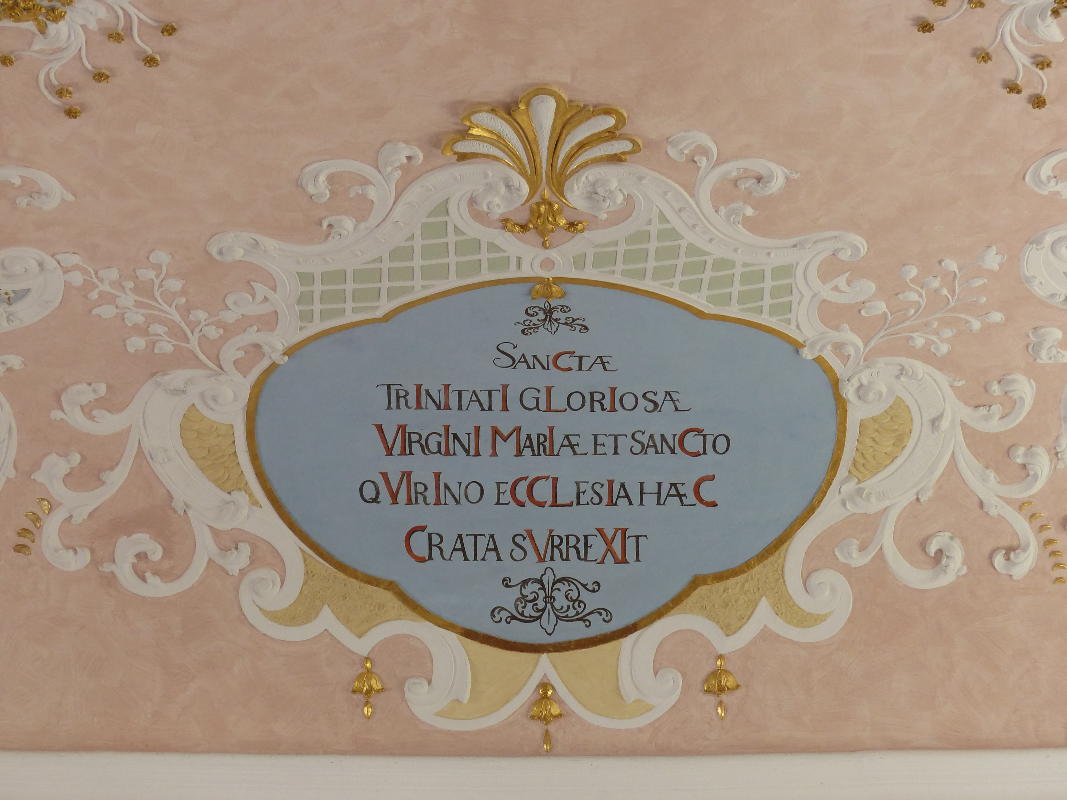 SANCTÆ
TRINITATI GLORIOSÆ
VIRGINI MARIÆ ET SANCTO
QVIRINO ECCLESIA HÆC
CRATA SVRREXIT